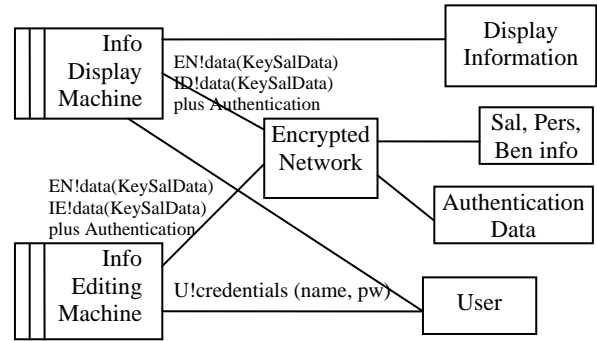 Info
Display
Machine
EN!data(KeySalData)
ID!data(KeySalData)
plus Authentication
Display
Information
Encrypted
Network
Sal, Pers,
Ben info
Authentication
Data
EN!data(KeySalData)
IE!data(KeySalData)
plus Authentication
Info
Editing
Machine
U!credentials (name, pw)
User